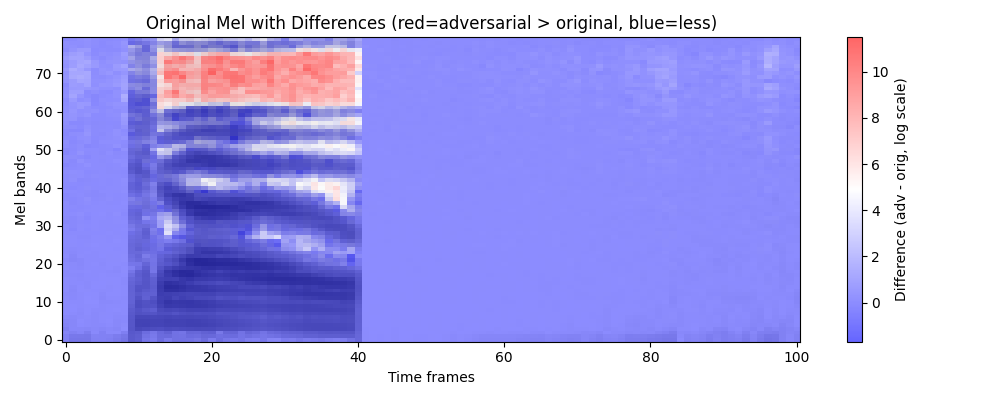 Original Mel with Differences (red=adversarial > original, blue=less)
Mel bands
70
60
50
40
30
20
10
0
0 20 40 60 80 100
Time frames
10
8
6
4
2
0
Difference (adv - orig, log scale)